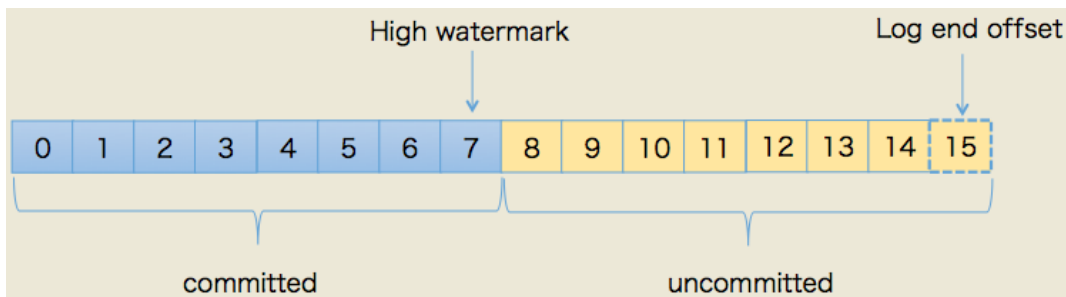 High watermark
Log end offset
0 1 2 3 4 5 6 7 8 9 10 11 12 13 14 15
committed
uncommitted